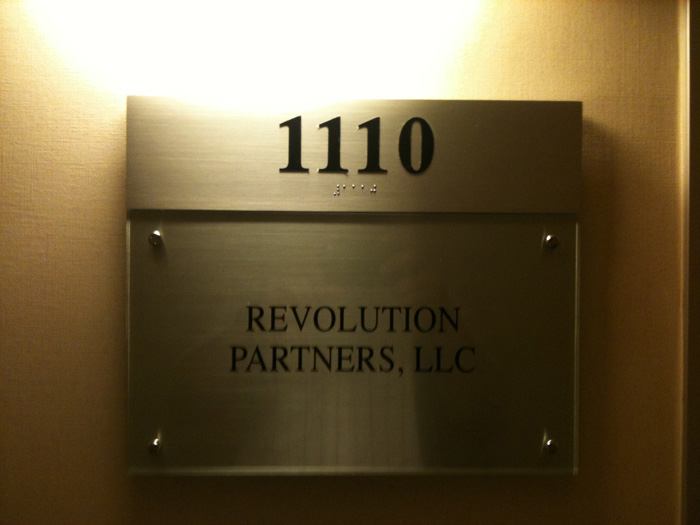 1110
REVOLUTION
PARTNERS, LLC